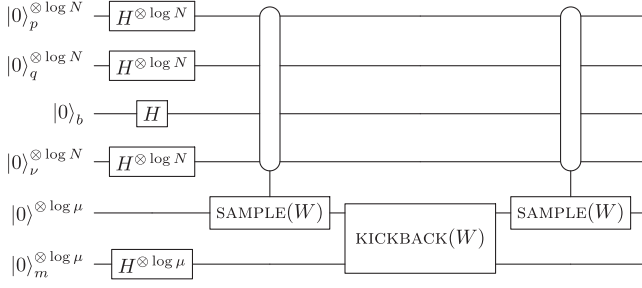 |0⟩_p^{⊗ log N} H^{⊗ log N}
|0⟩_q^{⊗ log N} H^{⊗ log N}
|0⟩_b H
|0⟩_ν^{⊗ log N} H^{⊗ log N}
|0⟩^{⊗ log μ} SAMPLE(W) SAMPLE(W)
KICKBACK(W)
|0⟩_m^{⊗ log μ} H^{⊗ log μ}